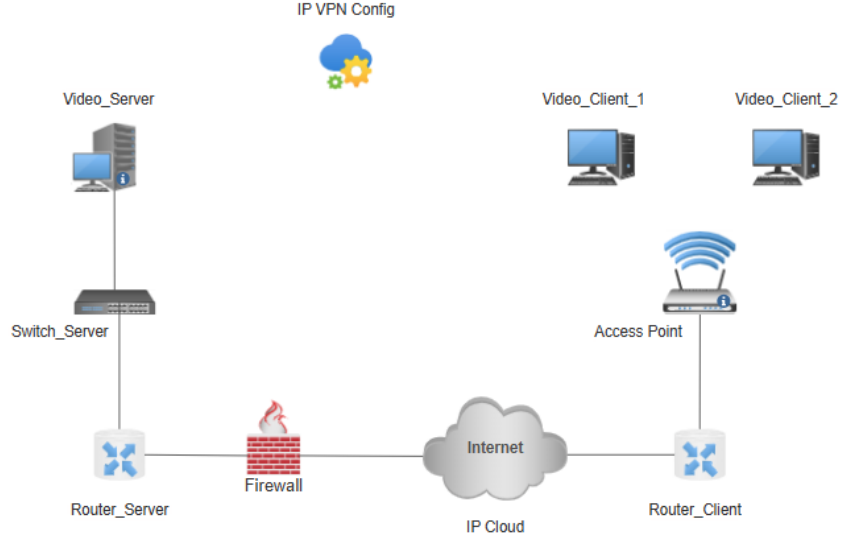 IP VPN Config
Video_Server
Video_Client_1
Video_Client_2
Switch_Server
Access Point
Internet
Firewall
Router_Server
Router_Client
IP Cloud